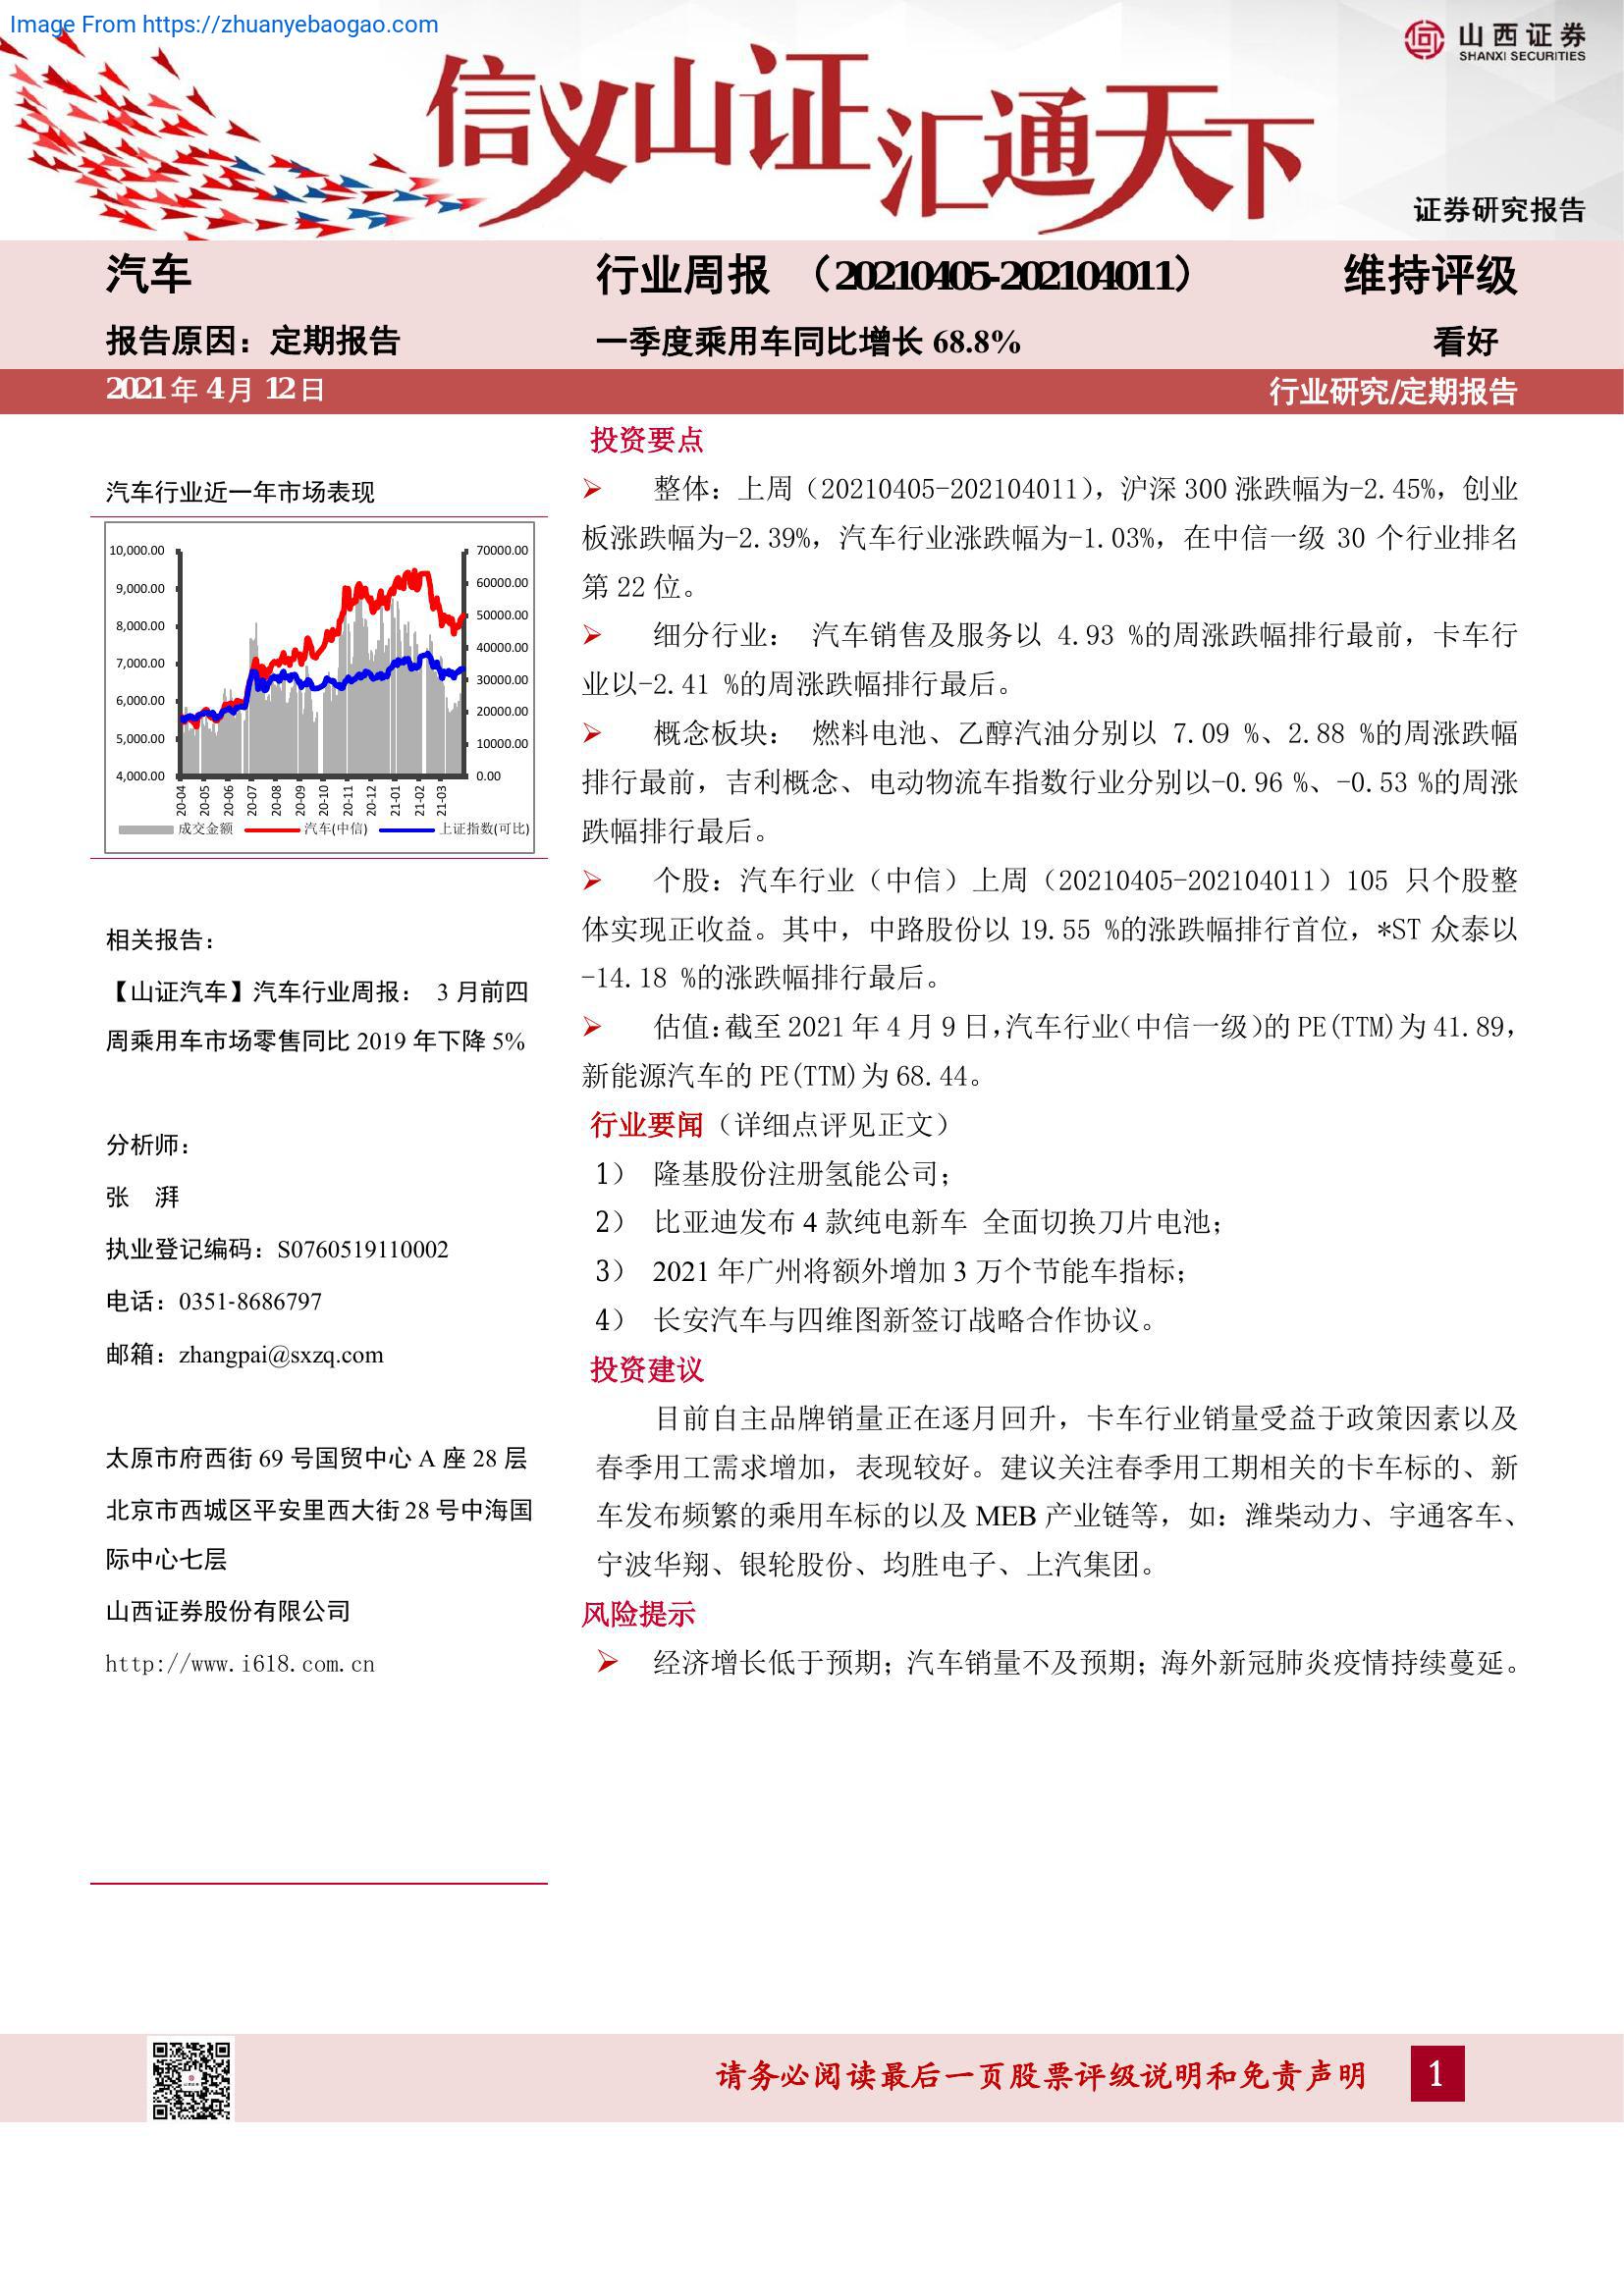 Image From https://zhuanyebaogao.com
山西证券
SHANXI SECURITIES
信义山证汇通天下
证券研究报告
汽车
行业周报 （20210405-202104011）
维持评级
报告原因：定期报告
一季度乘用车同比增长 68.8%
看好
2021 年 4 月 12 日
行业研究/定期报告
汽车行业近一年市场表现
10,000.00
9,000.00
8,000.00
7,000.00
6,000.00
5,000.00
4,000.00
70000.00
60000.00
50000.00
40000.00
30000.00
20000.00
10000.00
0.00
20-04
20-05
20-06
20-07
20-08
20-09
20-10
20-11
20-12
21-01
21-02
21-03
成交金额 汽车(中信) 上证指数(可比)
相关报告：
【山证汽车】汽车行业周报： 3 月前四
周乘用车市场零售同比 2019 年下降 5%
分析师：
张 湃
执业登记编码：S0760519110002
电话：0351-8686797
邮箱：zhangpai@sxzq.com
太原市府西街 69 号国贸中心 A 座 28 层
北京市西城区平安里西大街 28 号中海国
际中心七层
山西证券股份有限公司
http://www.i618.com.cn
投资要点
➢ 整体：上周（20210405-202104011），沪深 300 涨跌幅为-2.45%，创业
板涨跌幅为-2.39%，汽车行业涨跌幅为-1.03%，在中信一级 30 个行业排名
第 22 位。
➢ 细分行业： 汽车销售及服务以 4.93 %的周涨跌幅排行最前，卡车行
业以-2.41 %的周涨跌幅排行最后。
➢ 概念板块： 燃料电池、乙醇汽油分别以 7.09 %、2.88 %的周涨跌幅
排行最前，吉利概念、电动物流车指数行业分别以-0.96 %、-0.53 %的周涨
跌幅排行最后。
➢ 个股：汽车行业（中信）上周（20210405-202104011）105 只个股整
体实现正收益。其中，中路股份以 19.55 %的涨跌幅排行首位，*ST 众泰以
-14.18 %的涨跌幅排行最后。
➢ 估值：截至 2021 年 4 月 9 日，汽车行业（中信一级）的 PE(TTM)为 41.89，
新能源汽车的 PE(TTM)为 68.44。
行业要闻（详细点评见正文）
1） 隆基股份注册氢能公司；
2） 比亚迪发布 4 款纯电新车 全面切换刀片电池；
3） 2021 年广州将额外增加 3 万个节能车指标；
4） 长安汽车与四维图新签订战略合作协议。
投资建议
目前自主品牌销量正在逐月回升，卡车行业销量受益于政策因素以及
春季用工需求增加，表现较好。建议关注春季用工期相关的卡车标的、新
车发布频繁的乘用车标的以及 MEB 产业链等，如：潍柴动力、宇通客车、
宁波华翔、银轮股份、均胜电子、上汽集团。
风险提示
➢ 经济增长低于预期；汽车销量不及预期；海外新冠肺炎疫情持续蔓延。
请务必阅读最后一页股票评级说明和免责声明
1